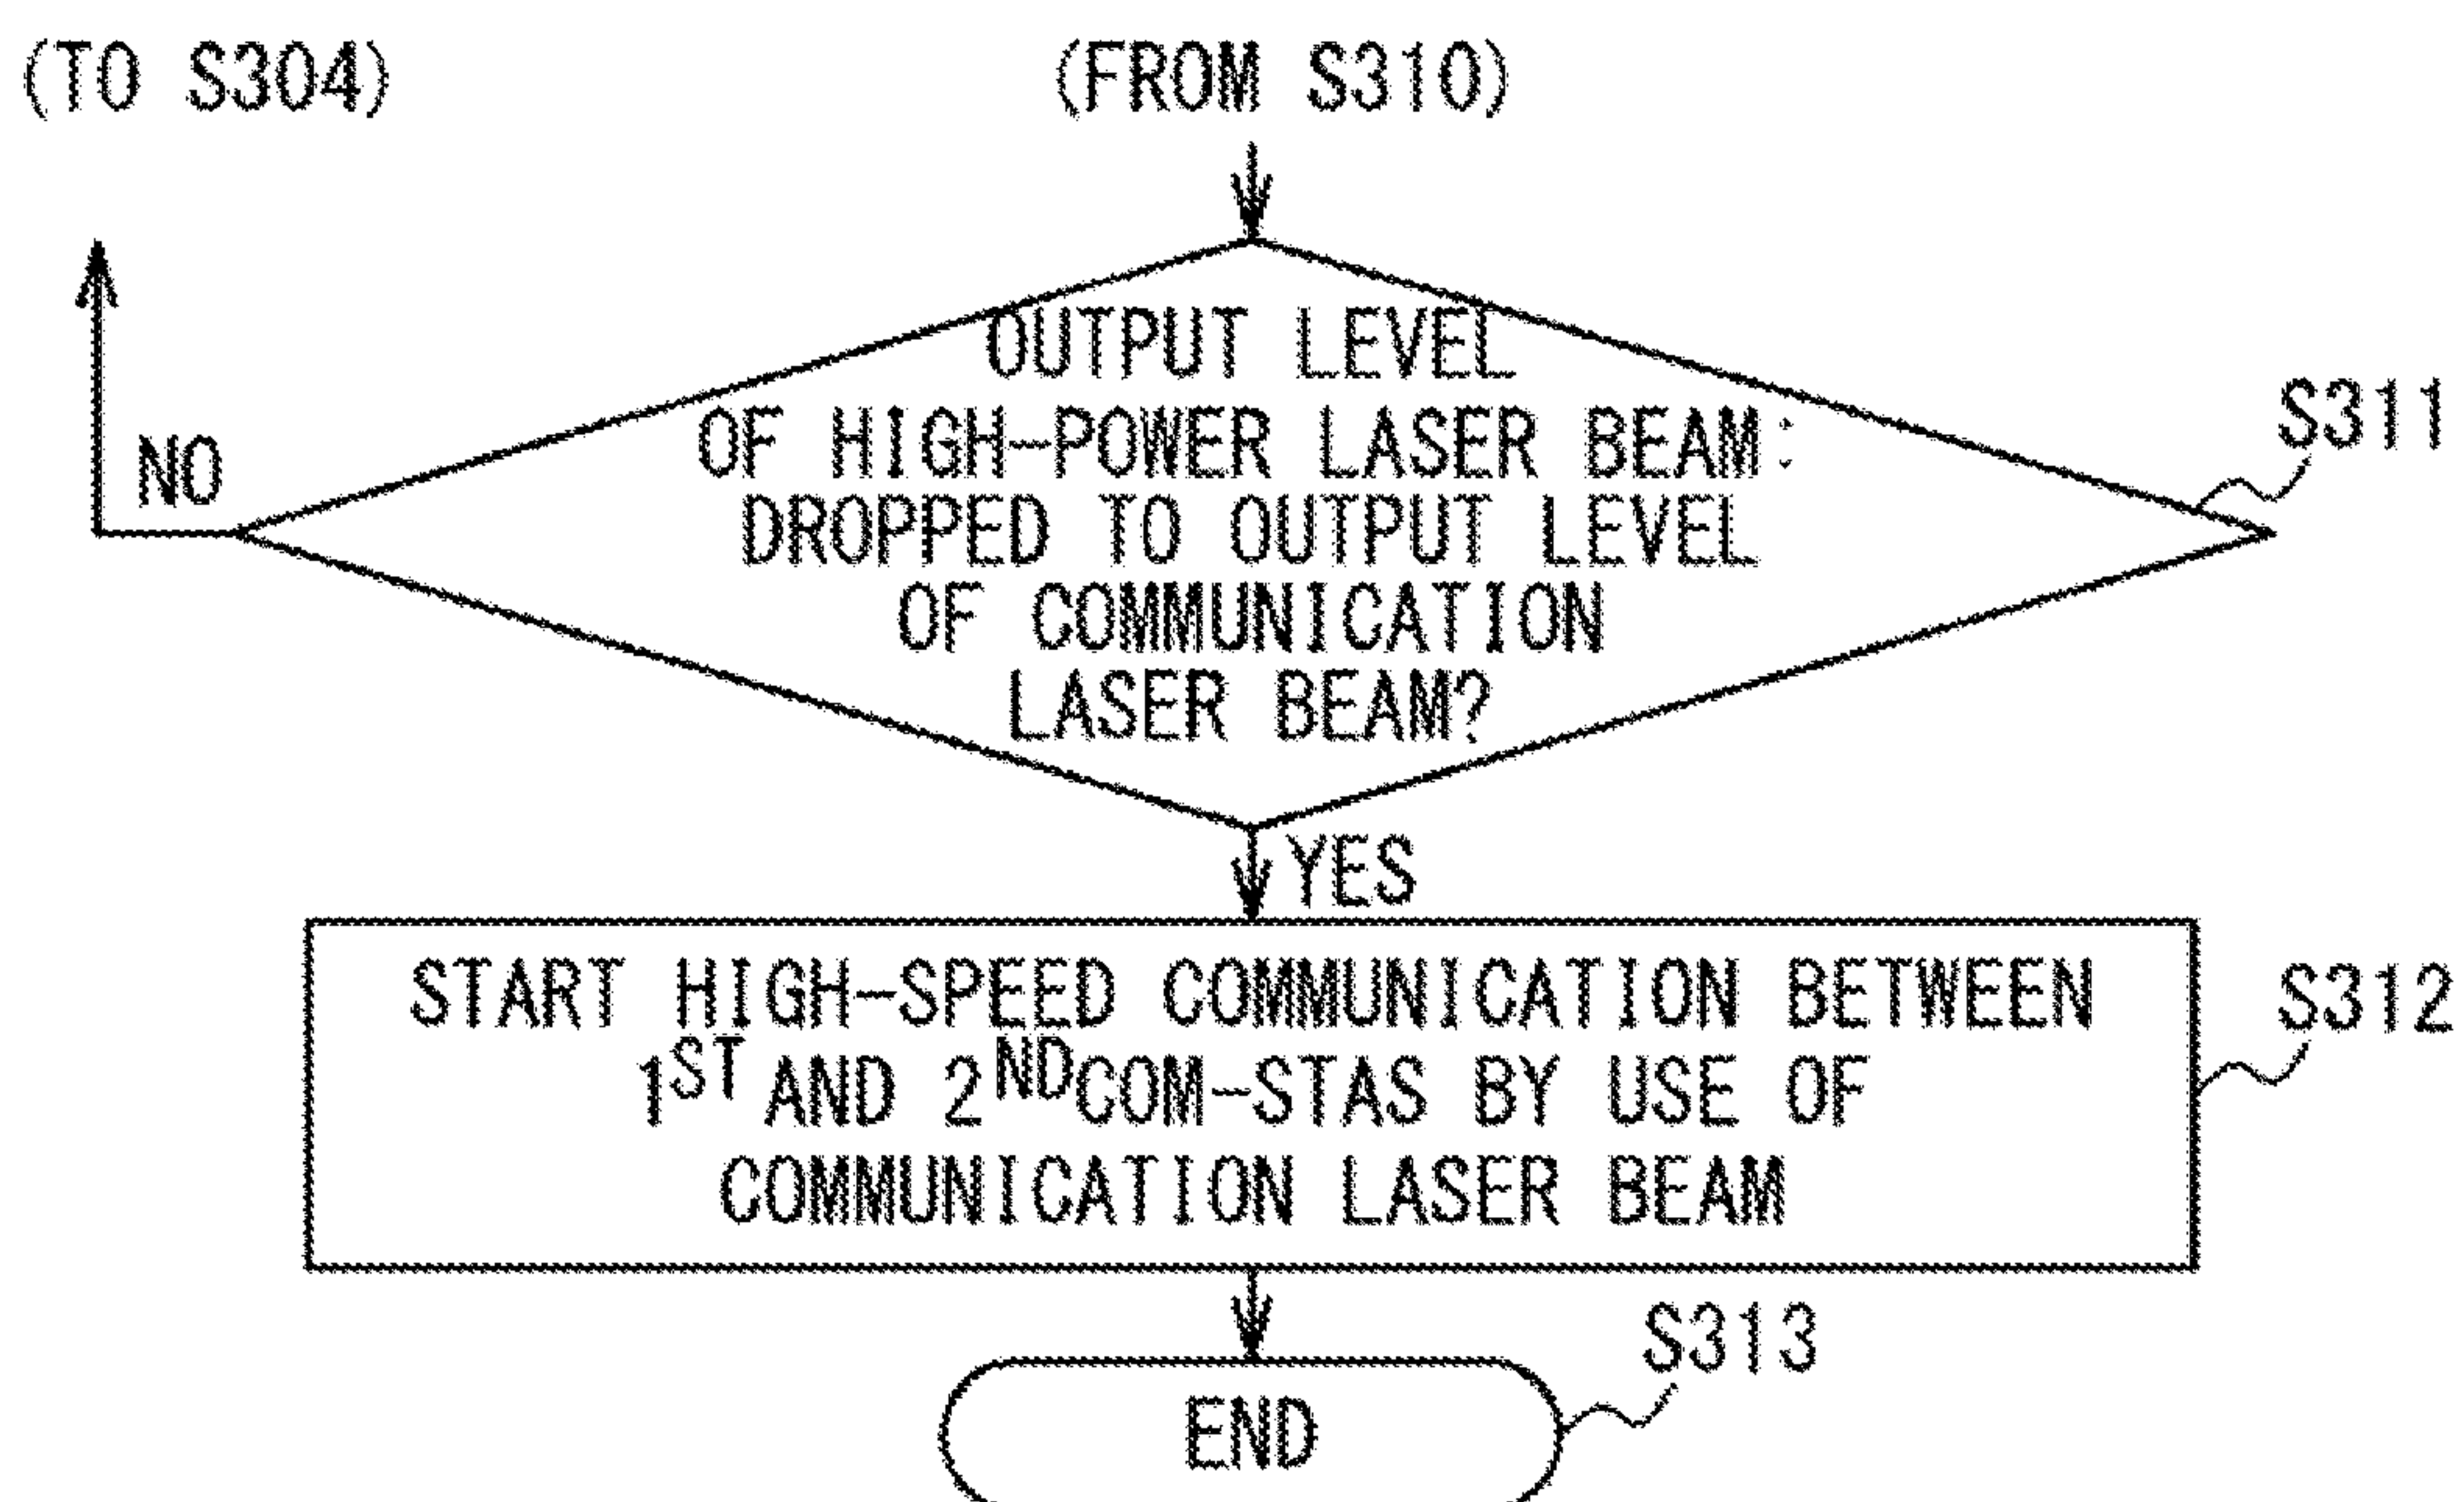 (TO S304)
(FROM S310)
OUTPUT LEVEL
OF HIGH-POWER LASER BEAM:
DROPPED TO OUTPUT LEVEL
OF COMMUNICATION
LASER BEAM?
S311
NO
YES
START HIGH-SPEED COMMUNICATION BETWEEN
1ST AND 2ND COM-STAS BY USE OF
COMMUNICATION LASER BEAM
S312
S313
END